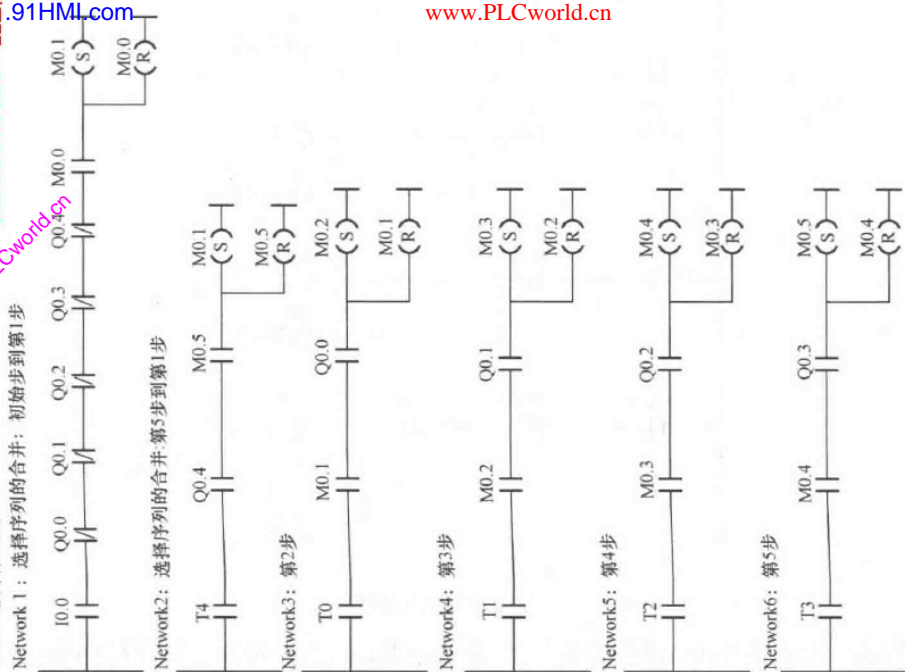 .91HMI.com
www.PLCworld.cn
Cworld.cn
Network 1：选择序列的合并：初始步到第1步
I0.0 Q0.0 Q0.1 Q0.2 Q0.3 Q0.4 M0.0 M0.1
(S)
M0.0
(R)
Network2：选择序列的合并:第5步到第1步
T4 Q0.4 M0.5 M0.1
(S)
M0.5
(R)
Network3：第2步
T0 M0.1 Q0.0 M0.2
(S)
M0.1
(R)
Network4：第3步
T1 M0.2 Q0.1 M0.3
(S)
M0.2
(R)
Network5：第4步
T2 M0.3 Q0.2 M0.4
(S)
M0.3
(R)
Network6：第5步
T3 M0.4 Q0.3 M0.5
(S)
M0.4
(R)